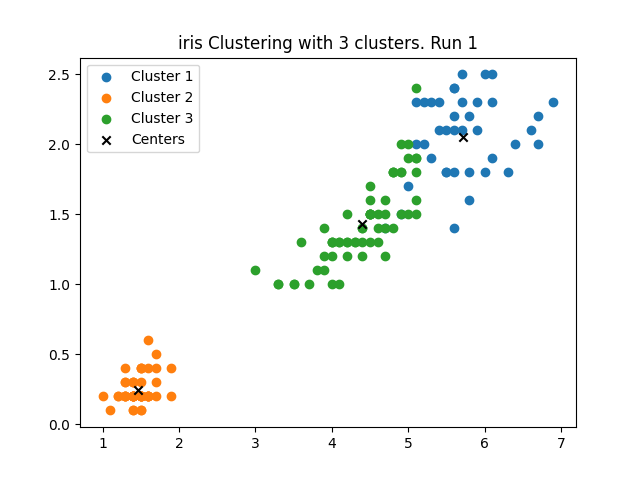 iris Clustering with 3 clusters. Run 1
2.5
2.0
1.5
1.0
0.5
0.0
Cluster 1
Cluster 2
Cluster 3
Centers
1 2 3 4 5 6 7